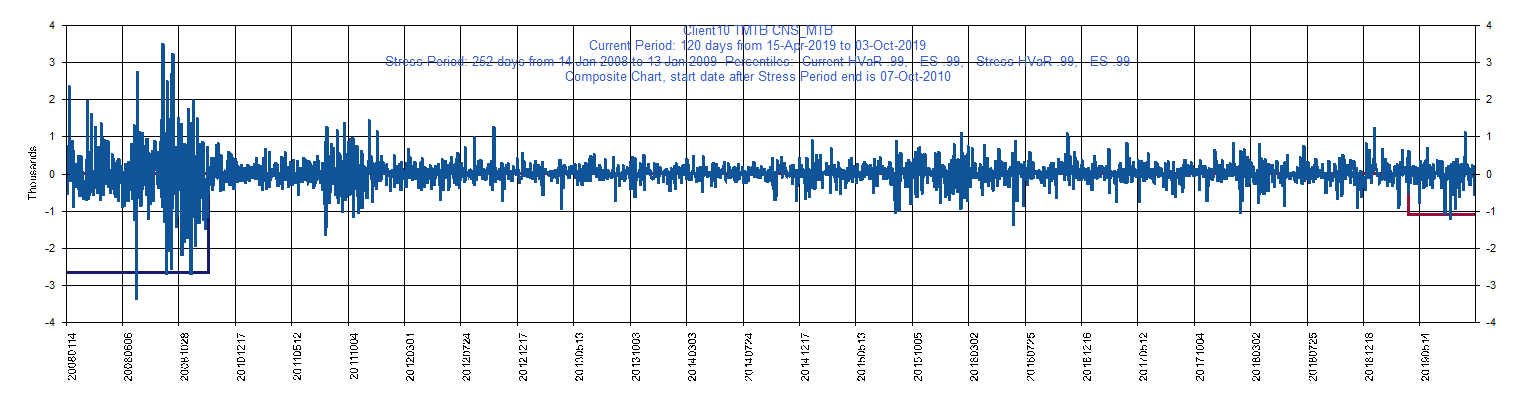 Client10 TMTB CNS_MTB
Current Period: 120 days from 15-Apr-2019 to 03-Oct-2019
Stress Period: 252 days from 14-Jan-2008 to 13-Jan-2009 Percentiles: Current HVaR .99, ES .99, Stress HVaR .99, ES .99
Composite Chart, start date after Stress Period end is 07-Oct-2010
Thousands
4 4
3 3
2 2
1 1
0 0
-1 -1
-2 -2
-3 -3
-4 -4
20080114 20080606 20081028 20101217 20110512 20111004 20120301 20120724 20121217 20130513 20131003 20140303 20140724 20141217 20150513 20151005 20160302 20160725 20161216 20170512 20171004 20180302 20180725 20181218 20190514